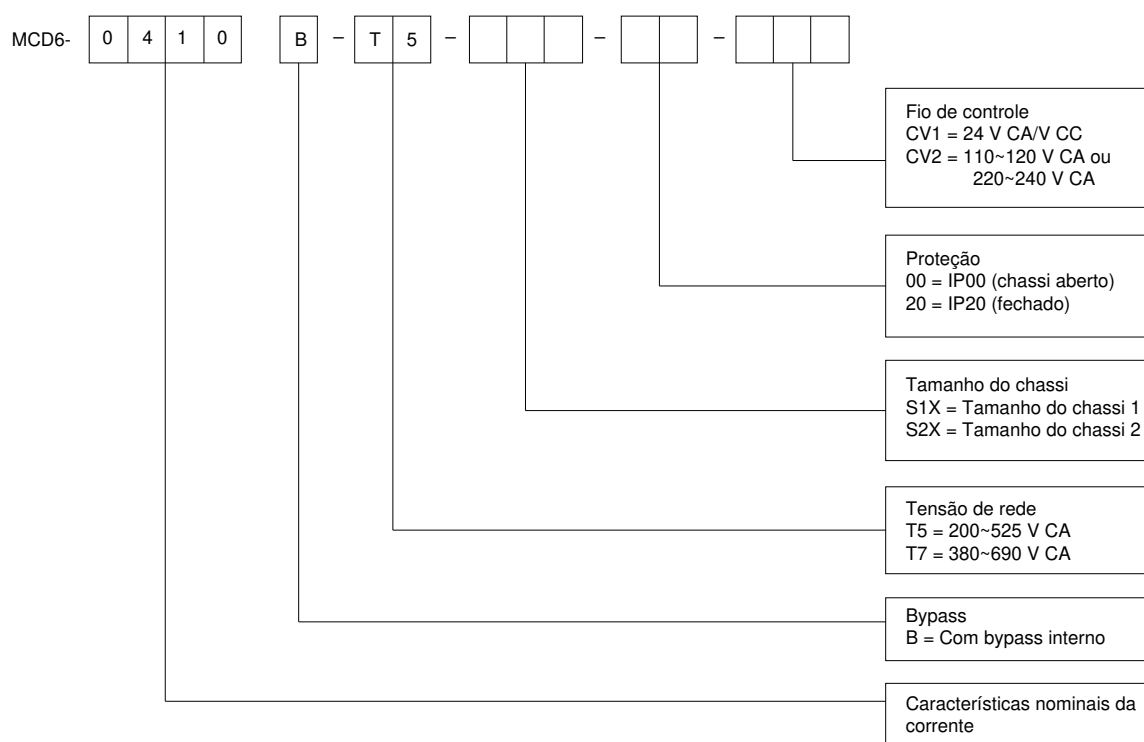 MCD6- 0 4 1 0 B – T 5 – – –
Fio de controle
CV1 = 24 V CA/V CC
CV2 = 110~120 V CA ou
220~240 V CA
Proteção
00 = IP00 (chassi aberto)
20 = IP20 (fechado)
Tamanho do chassi
S1X = Tamanho do chassi 1
S2X = Tamanho do chassi 2
Tensão de rede
T5 = 200~525 V CA
T7 = 380~690 V CA
Bypass
B = Com bypass interno
Características nominais da
corrente